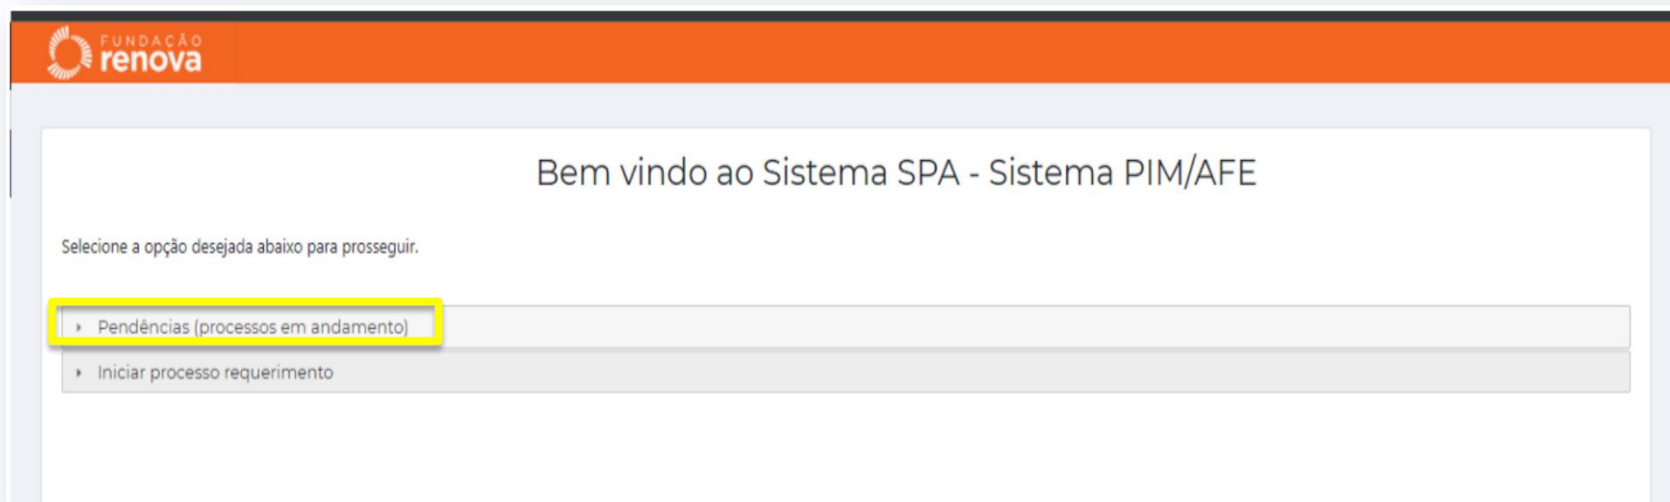 FUNDAÇÃO
renova
Bem vindo ao Sistema SPA - Sistema PIM/AFE
Selecione a opção desejada abaixo para prosseguir.
Pendências (processos em andamento)
Iniciar processo requerimento